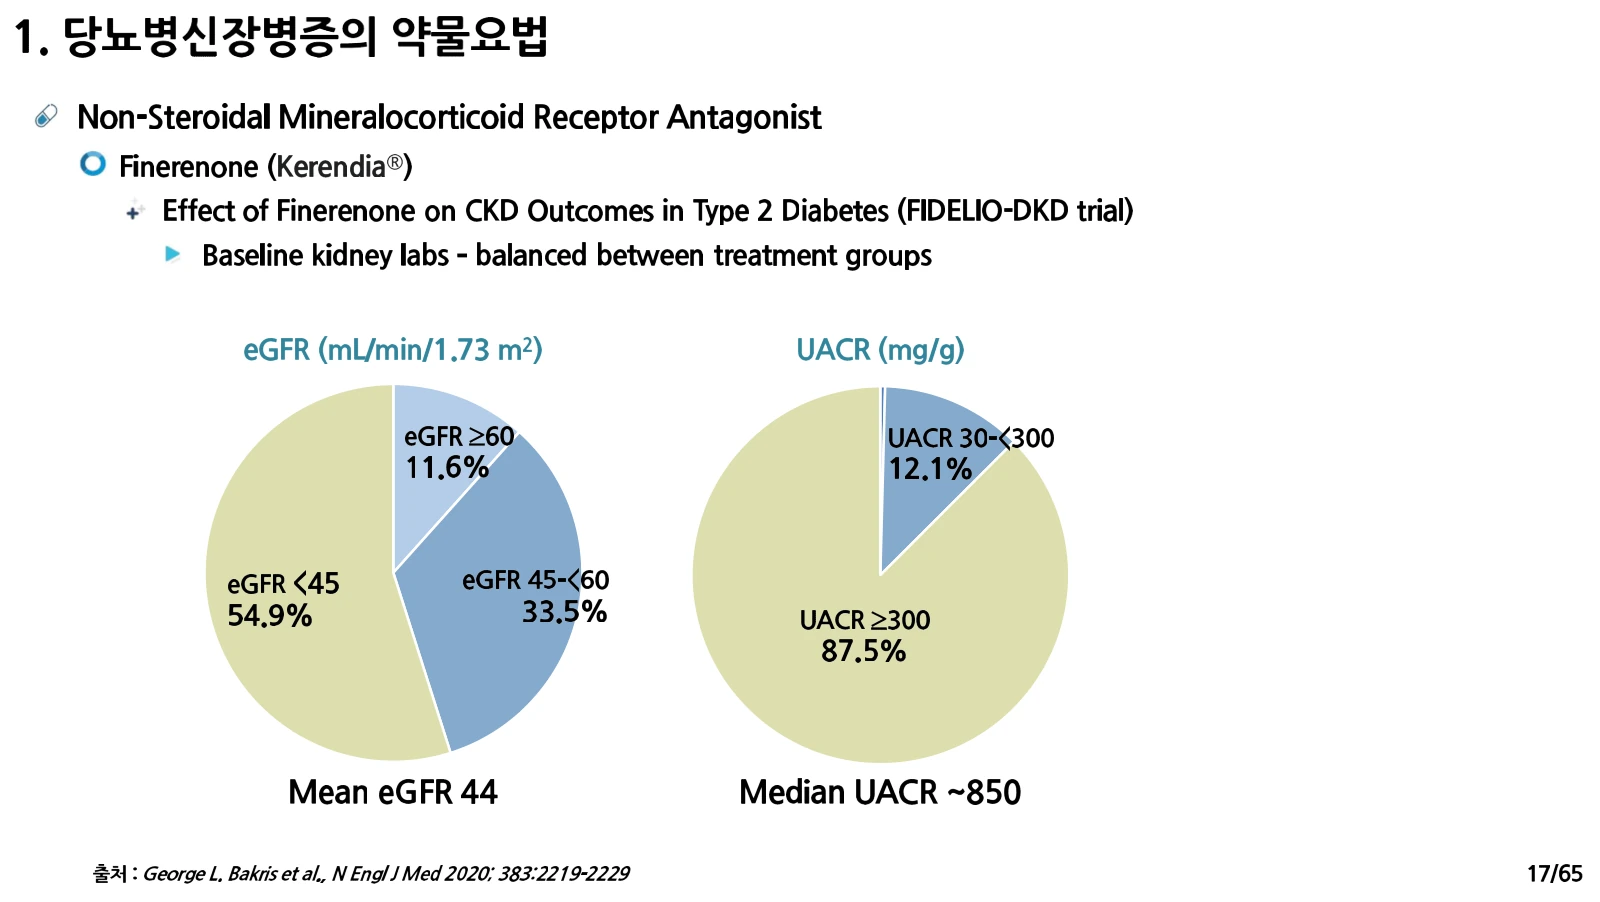 1. 당뇨병신장병증의 약물요법
Non-Steroidal Mineralocorticoid Receptor Antagonist
Finerenone (Kerendia®)
Effect of Finerenone on CKD Outcomes in Type 2 Diabetes (FIDELIO-DKD trial)
Baseline kidney labs - balanced between treatment groups
eGFR (mL/min/1.73 m²)
eGFR ≥60
11.6%
eGFR 45-<60
33.5%
eGFR <45
54.9%
Mean eGFR 44
UACR (mg/g)
UACR 30-<300
12.1%
UACR ≥300
87.5%
Median UACR ~850
출처 : George L. Bakris et al., N Engl J Med 2020; 383:2219-2229
17/65